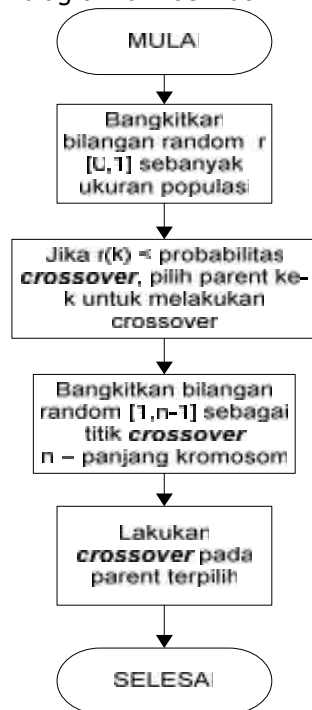 MULAI
Bangkitkan
bilangan random r
[0,1] sebanyak
ukuran populasi
Jika r(k) < probabilitas
crossover, pilih parent ke-
k untuk melakukan
crossover
Bangkitkan bilangan
random [1,n-1] sebagai
titik crossover
n = panjang kromosom
Lakukan
crossover pada
parent terpilih
SELESAI